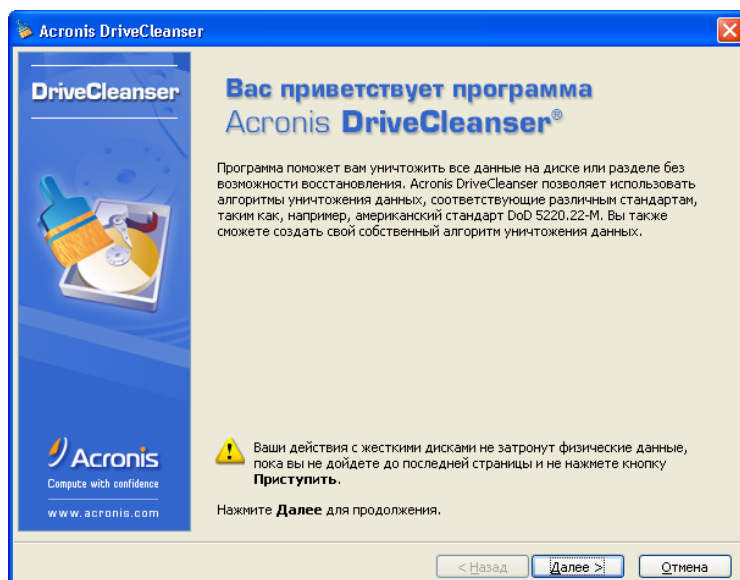 Acronis DriveCleanser
DriveCleanser
Вас приветствует программа
Acronis DriveCleanser®
Программа поможет вам уничтожить все данные на диске или разделе без
возможности восстановления. Acronis DriveCleanser позволяет использовать
алгоритмы уничтожения данных, соответствующие различным стандартам,
таким как, например, американский стандарт DoD 5220.22-M. Вы также
сможете создать свой собственный алгоритм уничтожения данных.
Ваши действия с жесткими дисками не затронут физические данные,
пока вы не дойдете до последней страницы и не нажмете кнопку
Приступить.
Нажмите Далее для продолжения.
Acronis
Compute with confidence
www.acronis.com
< Назад
Далее >
Отмена